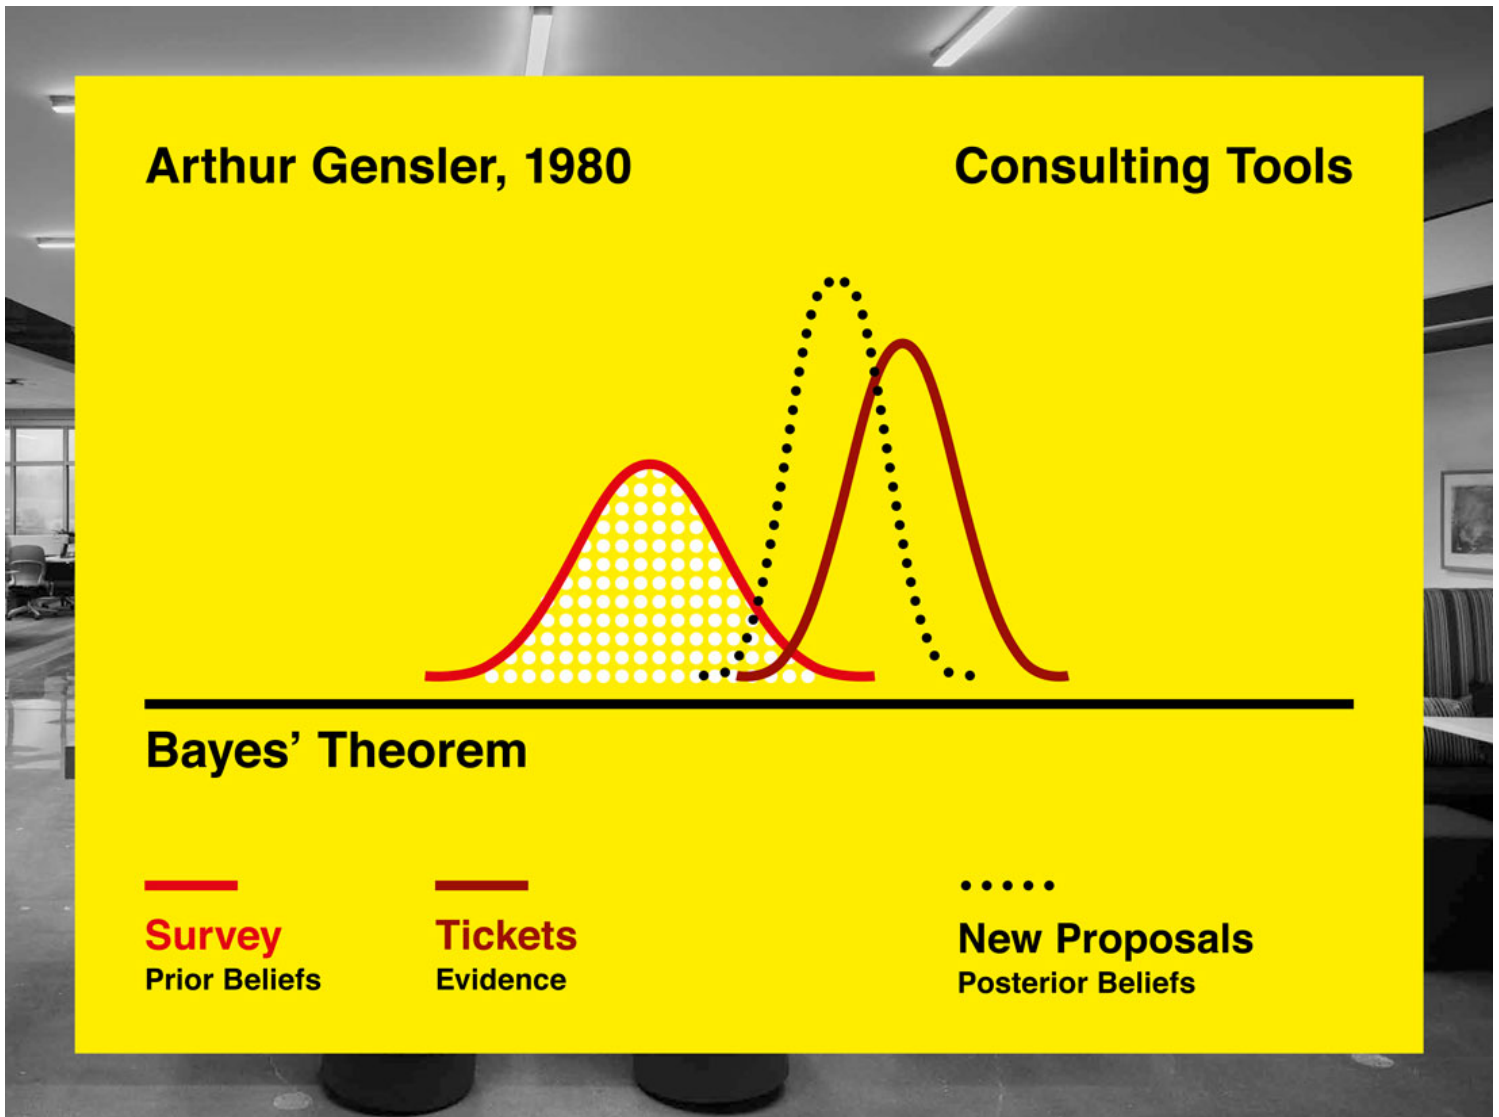 Arthur Gensler, 1980
Consulting Tools
Bayes’ Theorem
Survey
Prior Beliefs
Tickets
Evidence
New Proposals
Posterior Beliefs